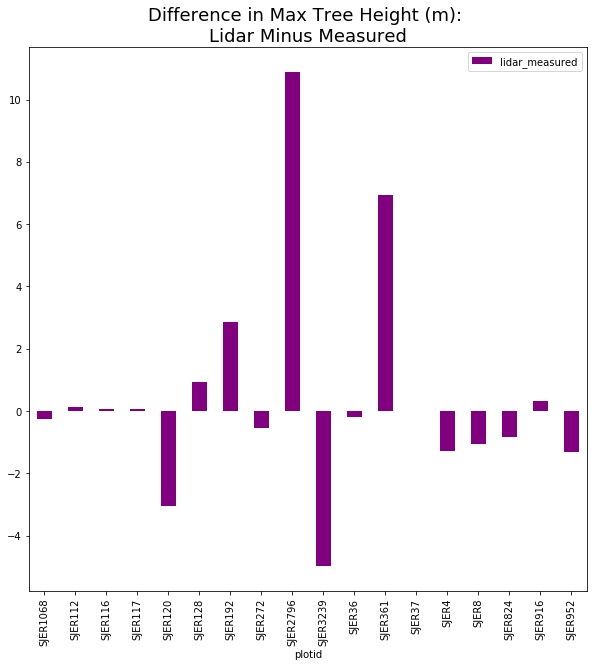 Difference in Max Tree Height (m):
Lidar Minus Measured
lidar_measured
10
8
6
4
2
0
−2
−4
SJER1068
SJER112
SJER116
SJER117
SJER120
SJER128
SJER192
SJER272
SJER2796
SJER3239
SJER36
SJER361
SJER37
SJER4
SJER8
SJER824
SJER916
SJER952
plotid